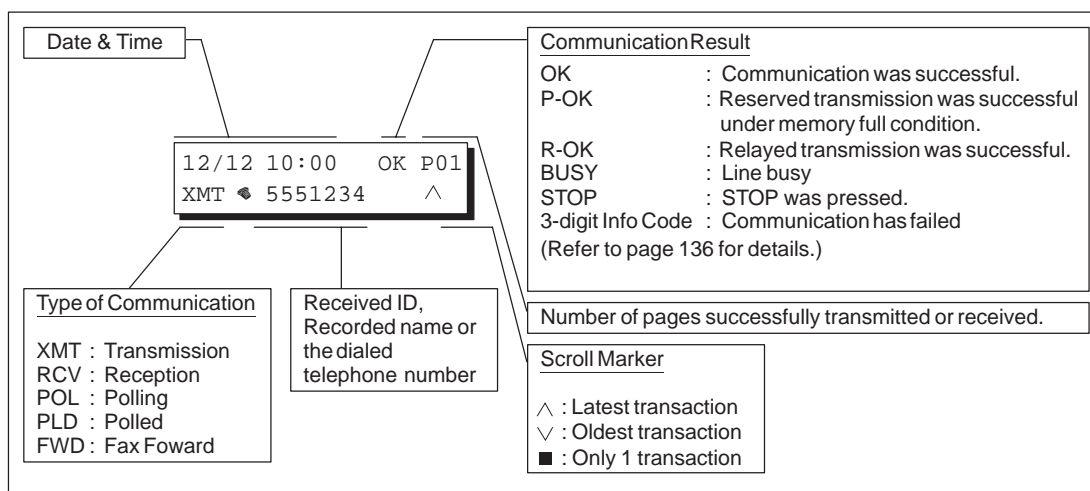 Date & Time
12/12 10:00 OK P01
XMT 5551234 ∧
Communication Result
OK : Communication was successful.
P-OK : Reserved transmission was successful
under memory full condition.
R-OK : Relayed transmission was successful.
BUSY : Line busy
STOP : STOP was pressed.
3-digit Info Code : Communication has failed
(Refer to page 136 for details.)
Number of pages successfully transmitted or received.
Type of Communication
XMT : Transmission
RCV : Reception
POL : Polling
PLD : Polled
FWD : Fax Foward
Received ID,
Recorded name or
the dialed
telephone number
Scroll Marker
∧ : Latest transaction
∨ : Oldest transaction
■ : Only 1 transaction